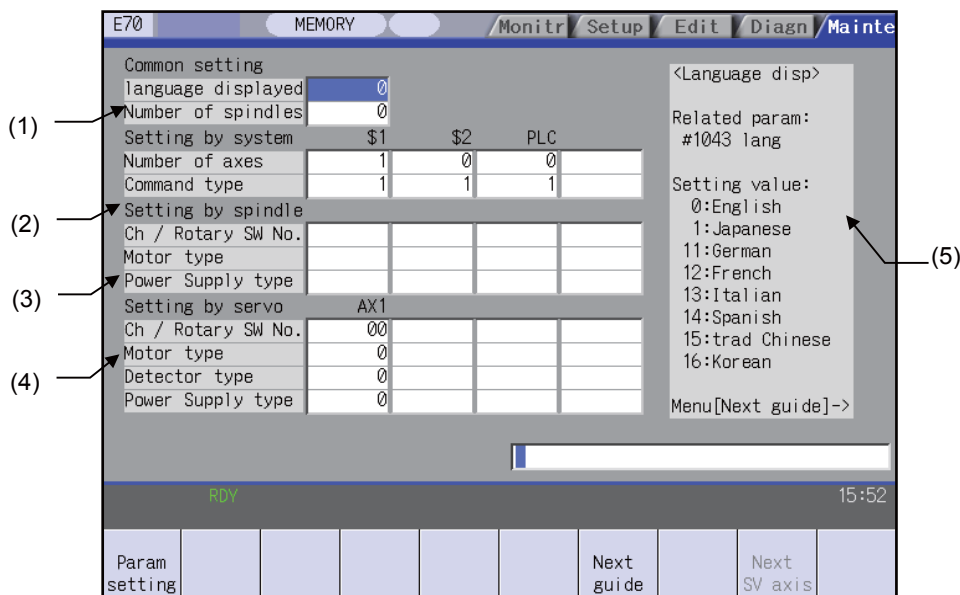 E70 MEMORY Monitr Setup Edit Diagn Mainte
Common setting
language displayed 0
Number of spindles 0
Setting by system $1 $2 PLC
Number of axes 1 0 0
Command type 1 1 1
Setting by spindle
Ch / Rotary SW No.
Motor type
Power Supply type
Setting by servo AX1
Ch / Rotary SW No. 00
Motor type 0
Detector type 0
Power Supply type 0
<Language disp>
Related param:
#1043 lang
Setting value:
0:English
1:Japanese
11:German
12:French
13:Italian
14:Spanish
15:trad Chinese
16:Korean
Menu[Next guide]->
(1)
(2)
(3)
(4)
(5)
RDY 15:52
Param setting
Next guide
Next SV axis